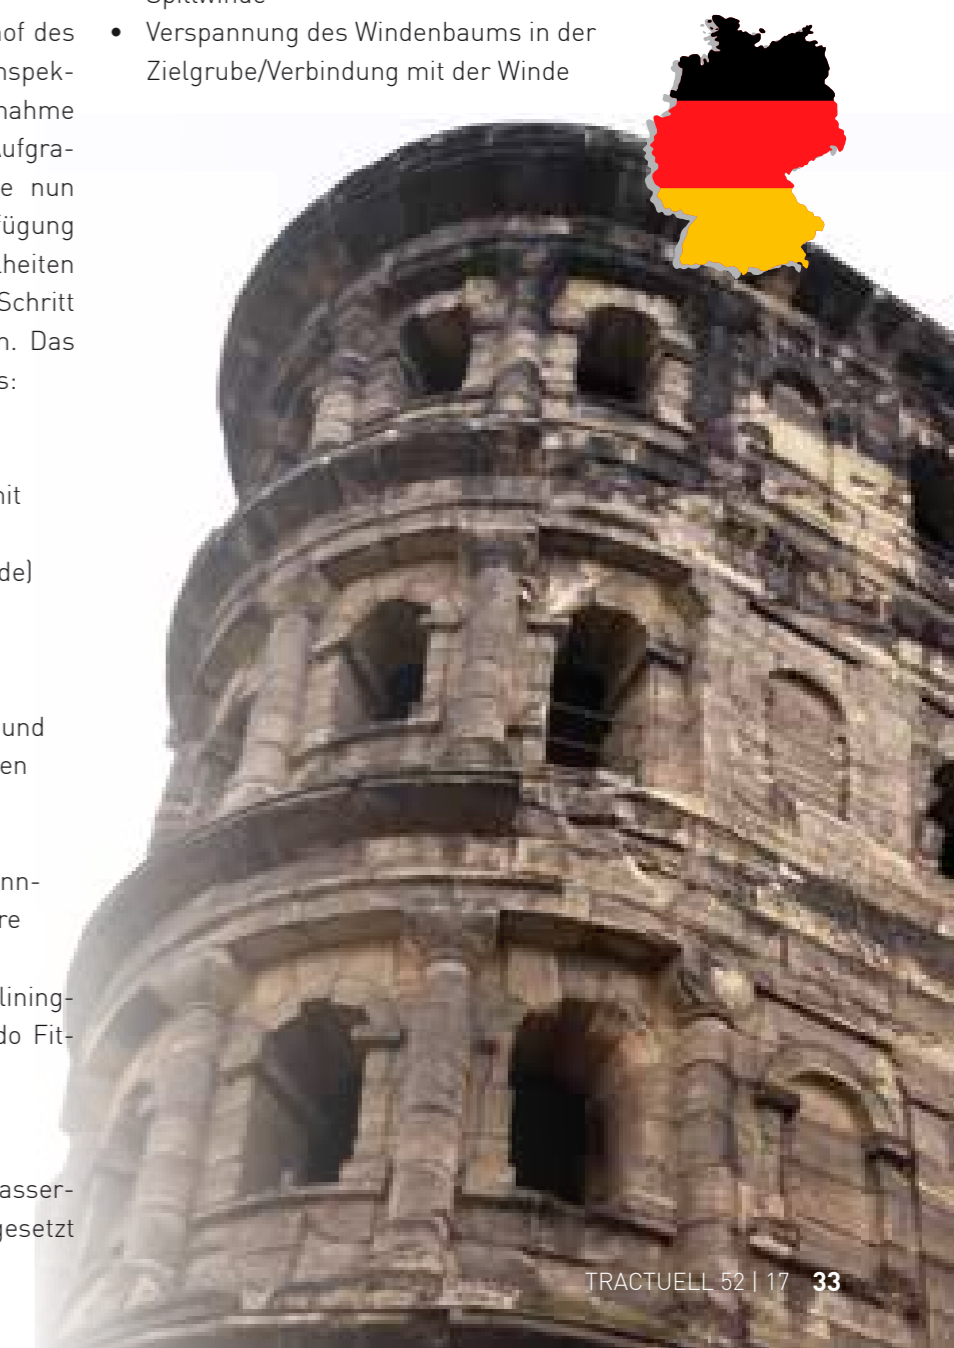 of des
nspek-
nahme
ufgra-
e nun
fügung
heiten
Schritt
n. Das
s:
nit
de)
und
en
nn-
re
lining-
do Fit-
asser-
gesetzt
Spillwinde
• Verspannung des Windenbaums in der
Zielgrube/Verbindung mit der Winde
TRACTUELL 52 | 17 33